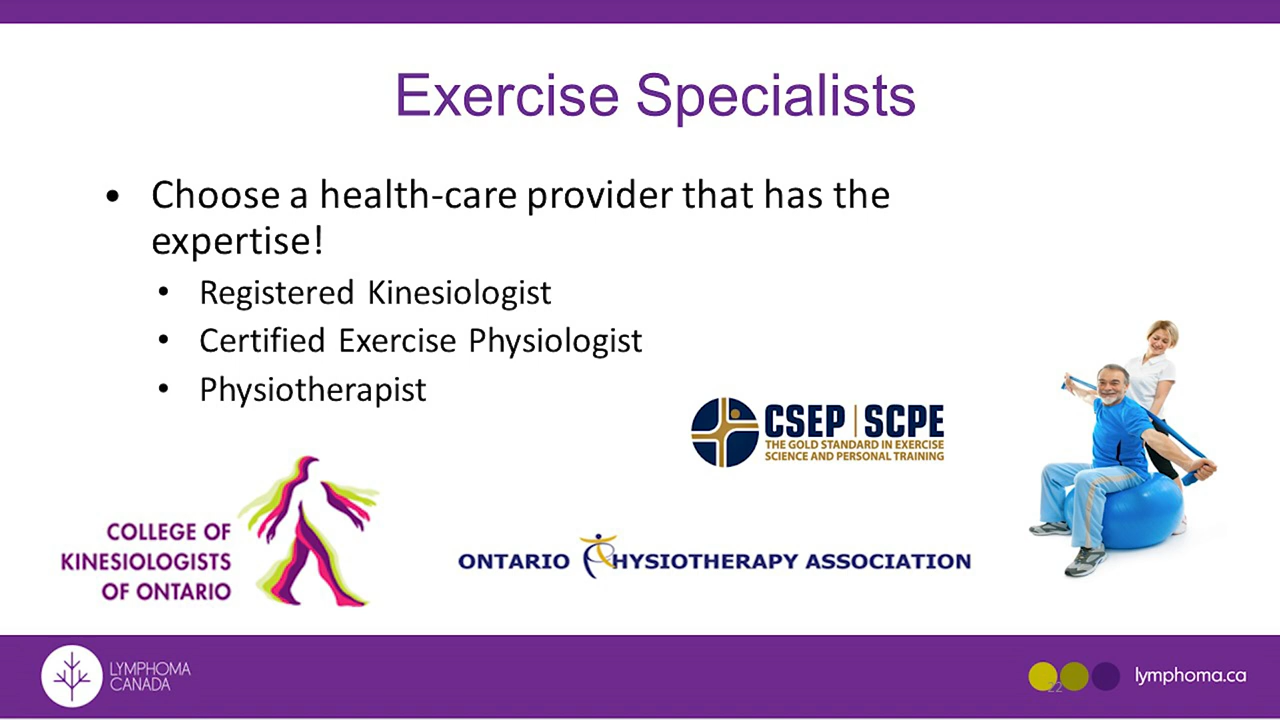 Exercise Specialists
• Choose a health-care provider that has the
expertise!
• Registered Kinesiologist
• Certified Exercise Physiologist
• Physiotherapist
CSEP | SCPE
THE GOLD STANDARD IN EXERCISE
SCIENCE AND PERSONAL TRAINING
COLLEGE OF
KINESIOLOGISTS
OF ONTARIO
ONTARIO PHYSIOTHERAPY ASSOCIATION
LYMPHOMA
CANADA
22
lymphoma.ca